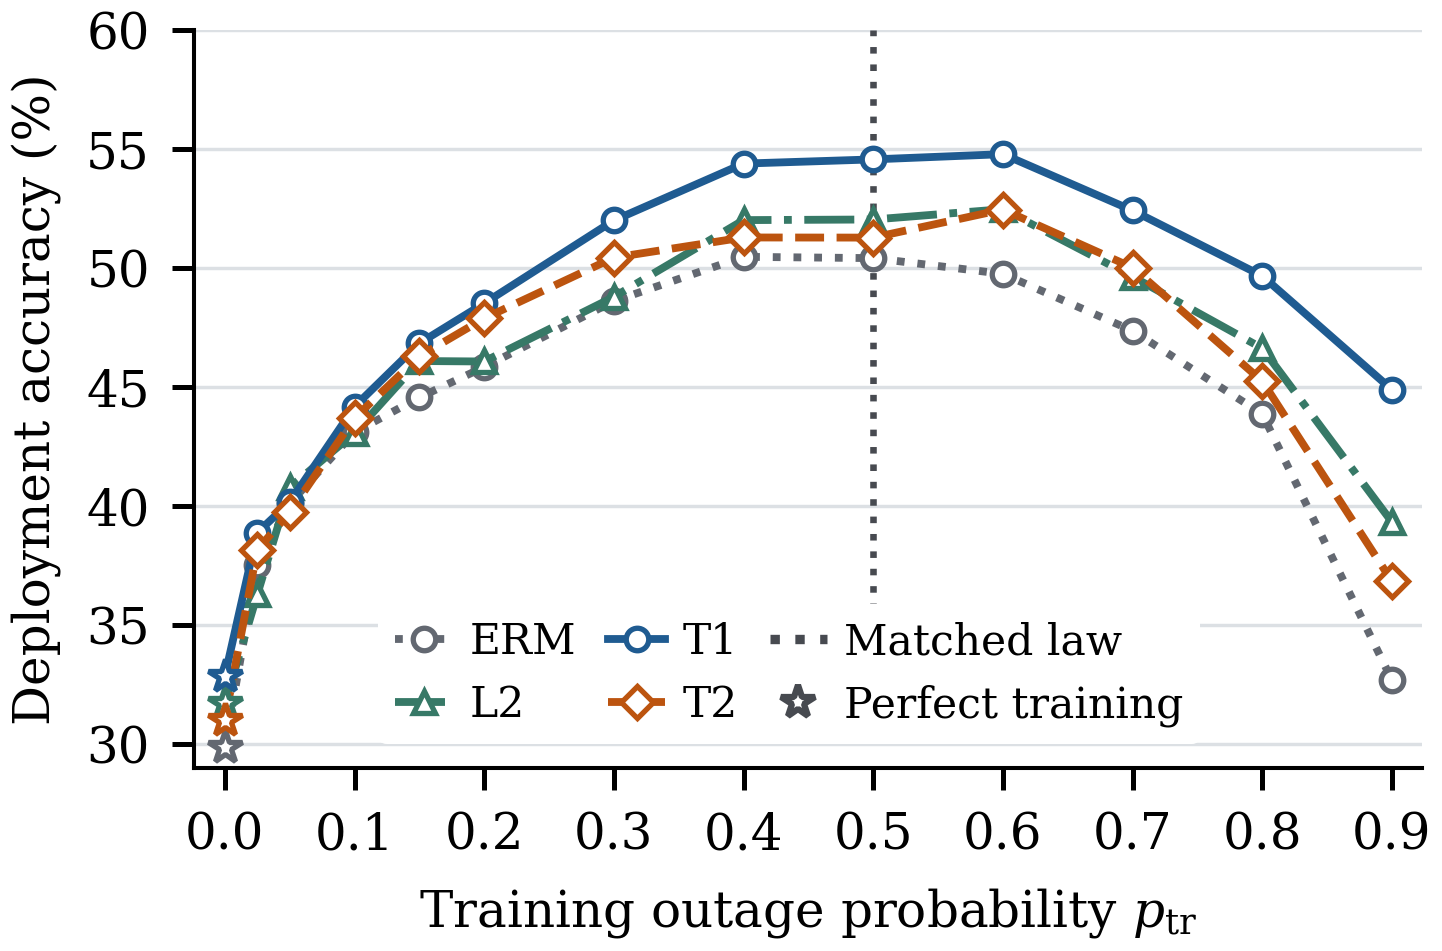 Deployment accuracy (%)
60
55
50
45
40
35
30
ERM T1 Matched law
L2 T2 Perfect training
0.0 0.1 0.2 0.3 0.4 0.5 0.6 0.7 0.8 0.9
Training outage probability p_tr